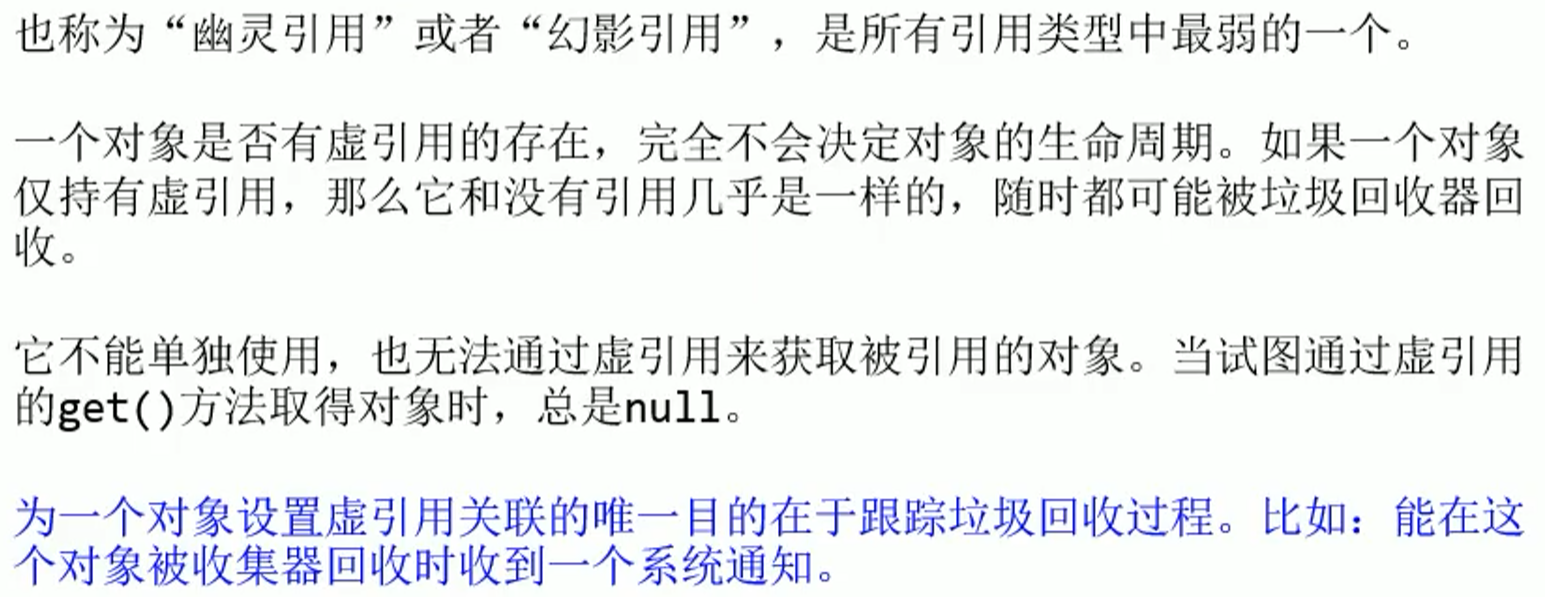 也称为“幽灵引用”或者“幻影引用”，是所有引用类型中最弱的一个。
一个对象是否有虚引用的存在，完全不会决定对象的生命周期。如果一个对象
仅持有虚引用，那么它和没有引用几乎是一样的，随时都可能被垃圾回收器回
收。
它不能单独使用，也无法通过虚引用来获取被引用的对象。当试图通过虚引用
的get()方法取得对象时，总是null。
为一个对象设置虚引用关联的唯一目的在于跟踪垃圾回收过程。比如：能在这
个对象被收集器回收时收到一个系统通知。